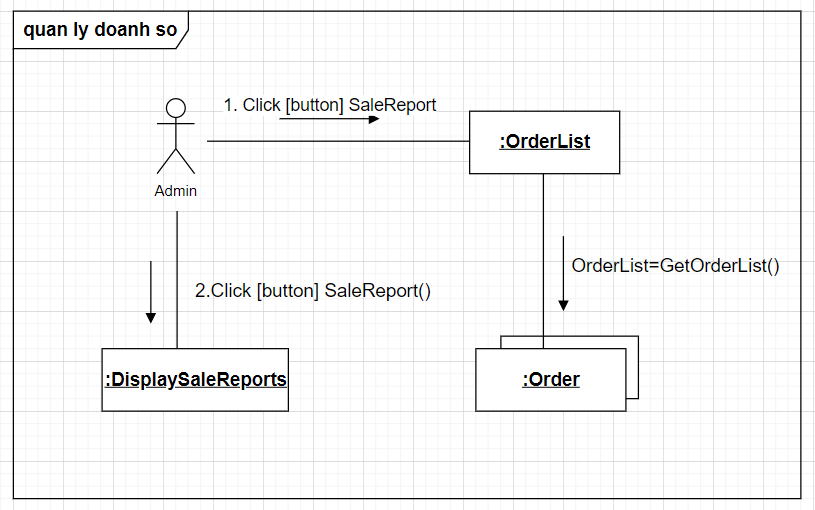 quan ly doanh so
1. Click [button] SaleReport
:OrderList
Admin
OrderList=GetOrderList()
2.Click [button] SaleReport()
:DisplaySaleReports
:Order